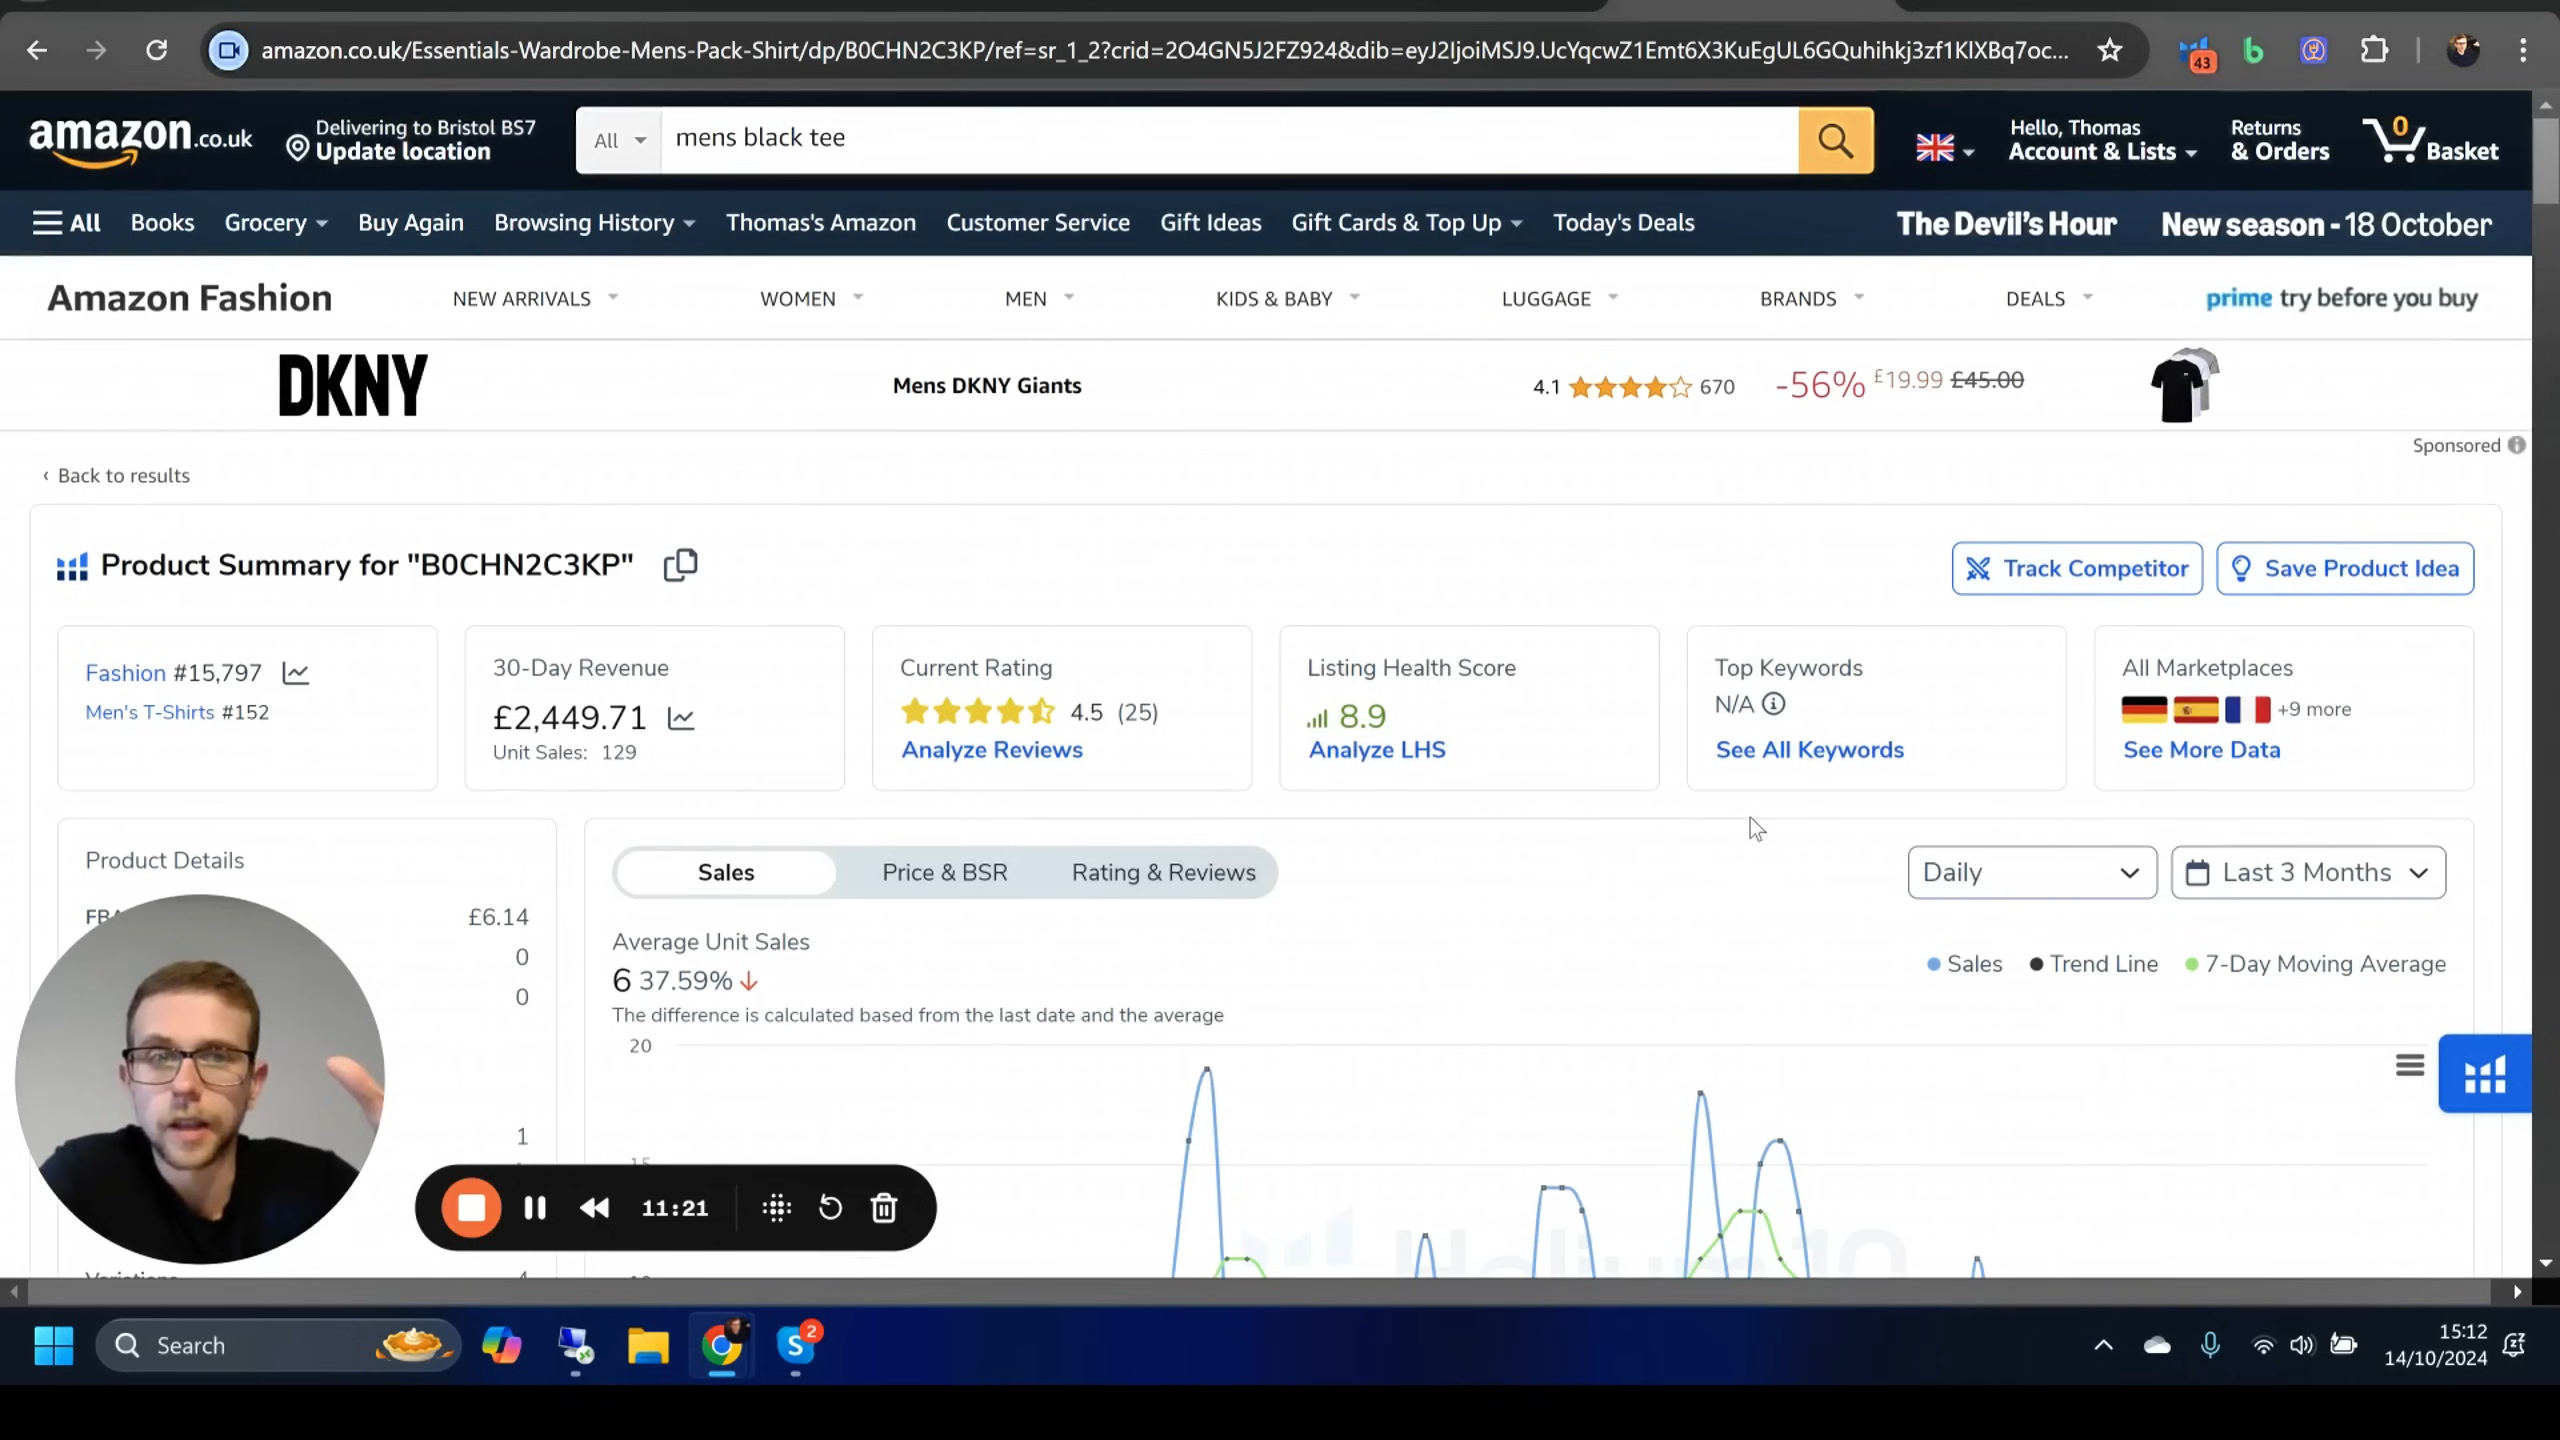 amazon.co.uk/Essentials-Wardrobe-Mens-Pack-Shirt/dp/B0CHN2C3KP/ref=sr_1_2?crid=2O4GN5J2FZ924&dib=eyJ2IjoiMSJ9.UcYqcwZ1Emt6X3KuEgUL6GQuhihkj3zf1KlXBq7oc...
43
amazon.co.uk
Delivering to Bristol BS7
Update location
All
mens black tee
Hello, Thomas
Account & Lists
Returns
& Orders
0
Basket
All
Books
Grocery
Buy Again
Browsing History
Thomas's Amazon
Customer Service
Gift Ideas
Gift Cards & Top Up
Today's Deals
The Devil's Hour
New season - 18 October
Amazon Fashion
NEW ARRIVALS
WOMEN
MEN
KIDS & BABY
LUGGAGE
BRANDS
DEALS
prime try before you buy
DKNY
Mens DKNY Giants
4.1
670
-56% £19.99 £45.00
Sponsored
‹ Back to results
Product Summary for "B0CHN2C3KP"
Track Competitor
Save Product Idea
Fashion #15,797
Men's T-Shirts #152
30-Day Revenue
£2,449.71
Unit Sales: 129
Current Rating
4.5 (25)
Analyze Reviews
Listing Health Score
8.9
Analyze LHS
Top Keywords
N/A
See All Keywords
All Marketplaces
+9 more
See More Data
Product Details
£6.14
0
0
1
Sales
Price & BSR
Rating & Reviews
Daily
Last 3 Months
Average Unit Sales
6 37.59%
The difference is calculated based from the last date and the average
Sales
Trend Line
7-Day Moving Average
20
15
Helium 10
11:21
Search
2
15:12
14/10/2024